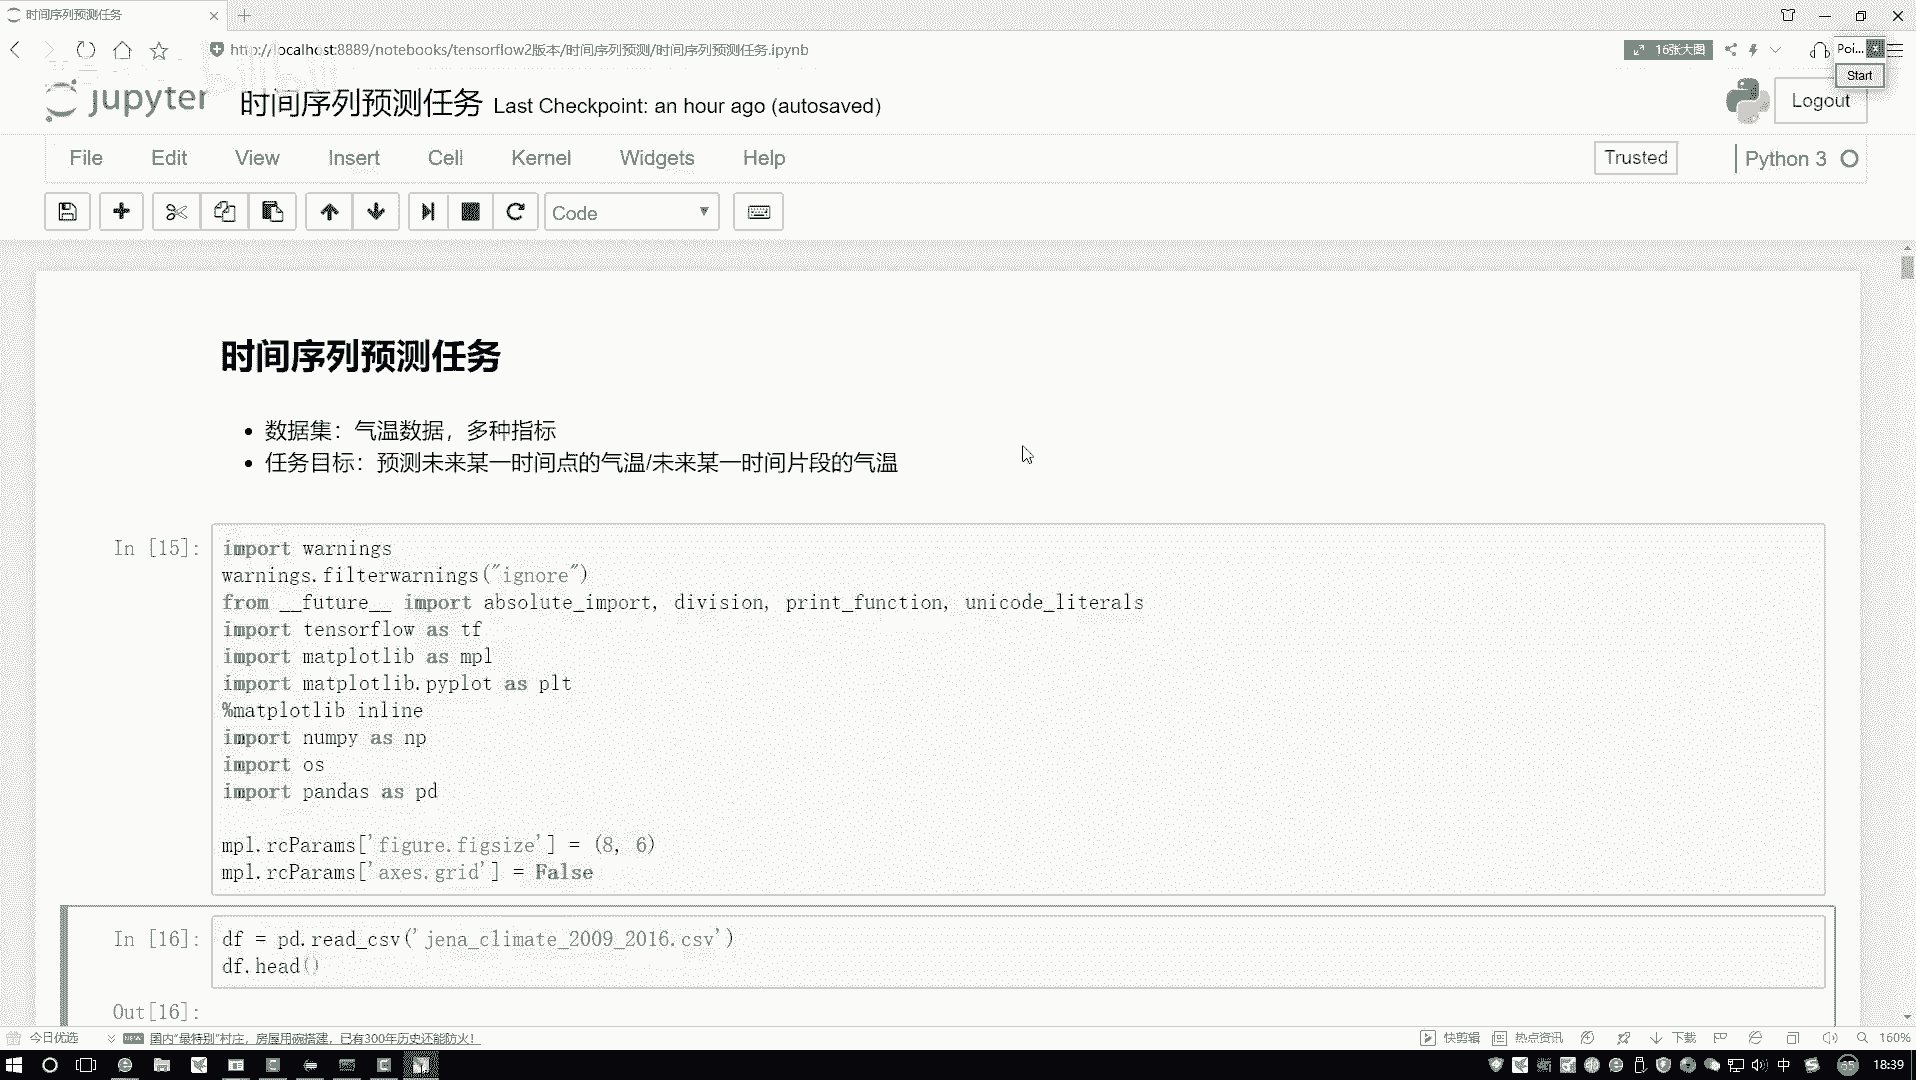 时间序列预测任务
http://localhost:8889/notebooks/tensorflow2版本/时间序列预测/时间序列预测任务.ipynb
16张大图
Poi...
Start
jupyter 时间序列预测任务 Last Checkpoint: an hour ago (autosaved)
Logout
File Edit View Insert Cell Kernel Widgets Help
Trusted
Python 3
Code
时间序列预测任务
数据集：气温数据，多种指标
任务目标：预测未来某一时间点的气温/未来某一时间片段的气温
In [15]:
import warnings
warnings.filterwarnings("ignore")
from __future__ import absolute_import, division, print_function, unicode_literals
import tensorflow as tf
import matplotlib as mpl
import matplotlib.pyplot as plt
%matplotlib inline
import numpy as np
import os
import pandas as pd
mpl.rcParams['figure.figsize'] = (8, 6)
mpl.rcParams['axes.grid'] = False
In [16]:
df = pd.read_csv('jena_climate_2009_2016.csv')
df.head()
Out[16]:
今日优选
国内"最特别"村庄，房屋用碗搭建，已有300年历史还能防火！
快剪辑
热点资讯
下载
160%
中
65
18:39